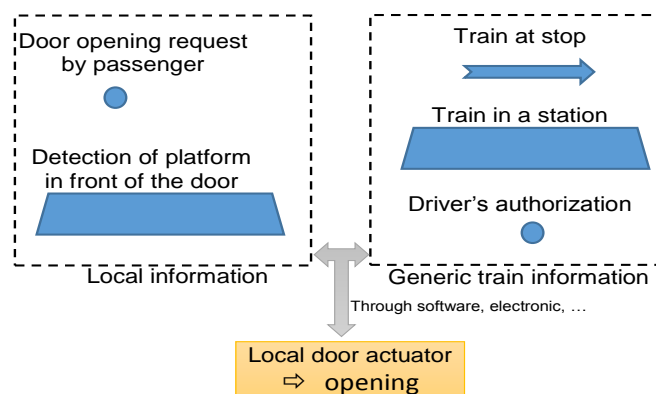 Door opening request
by passenger
Detection of platform
in front of the door
Local information
Train at stop
Train in a station
Driver's authorization
Generic train information
Through software, electronic, …
Local door actuator
⇨ opening